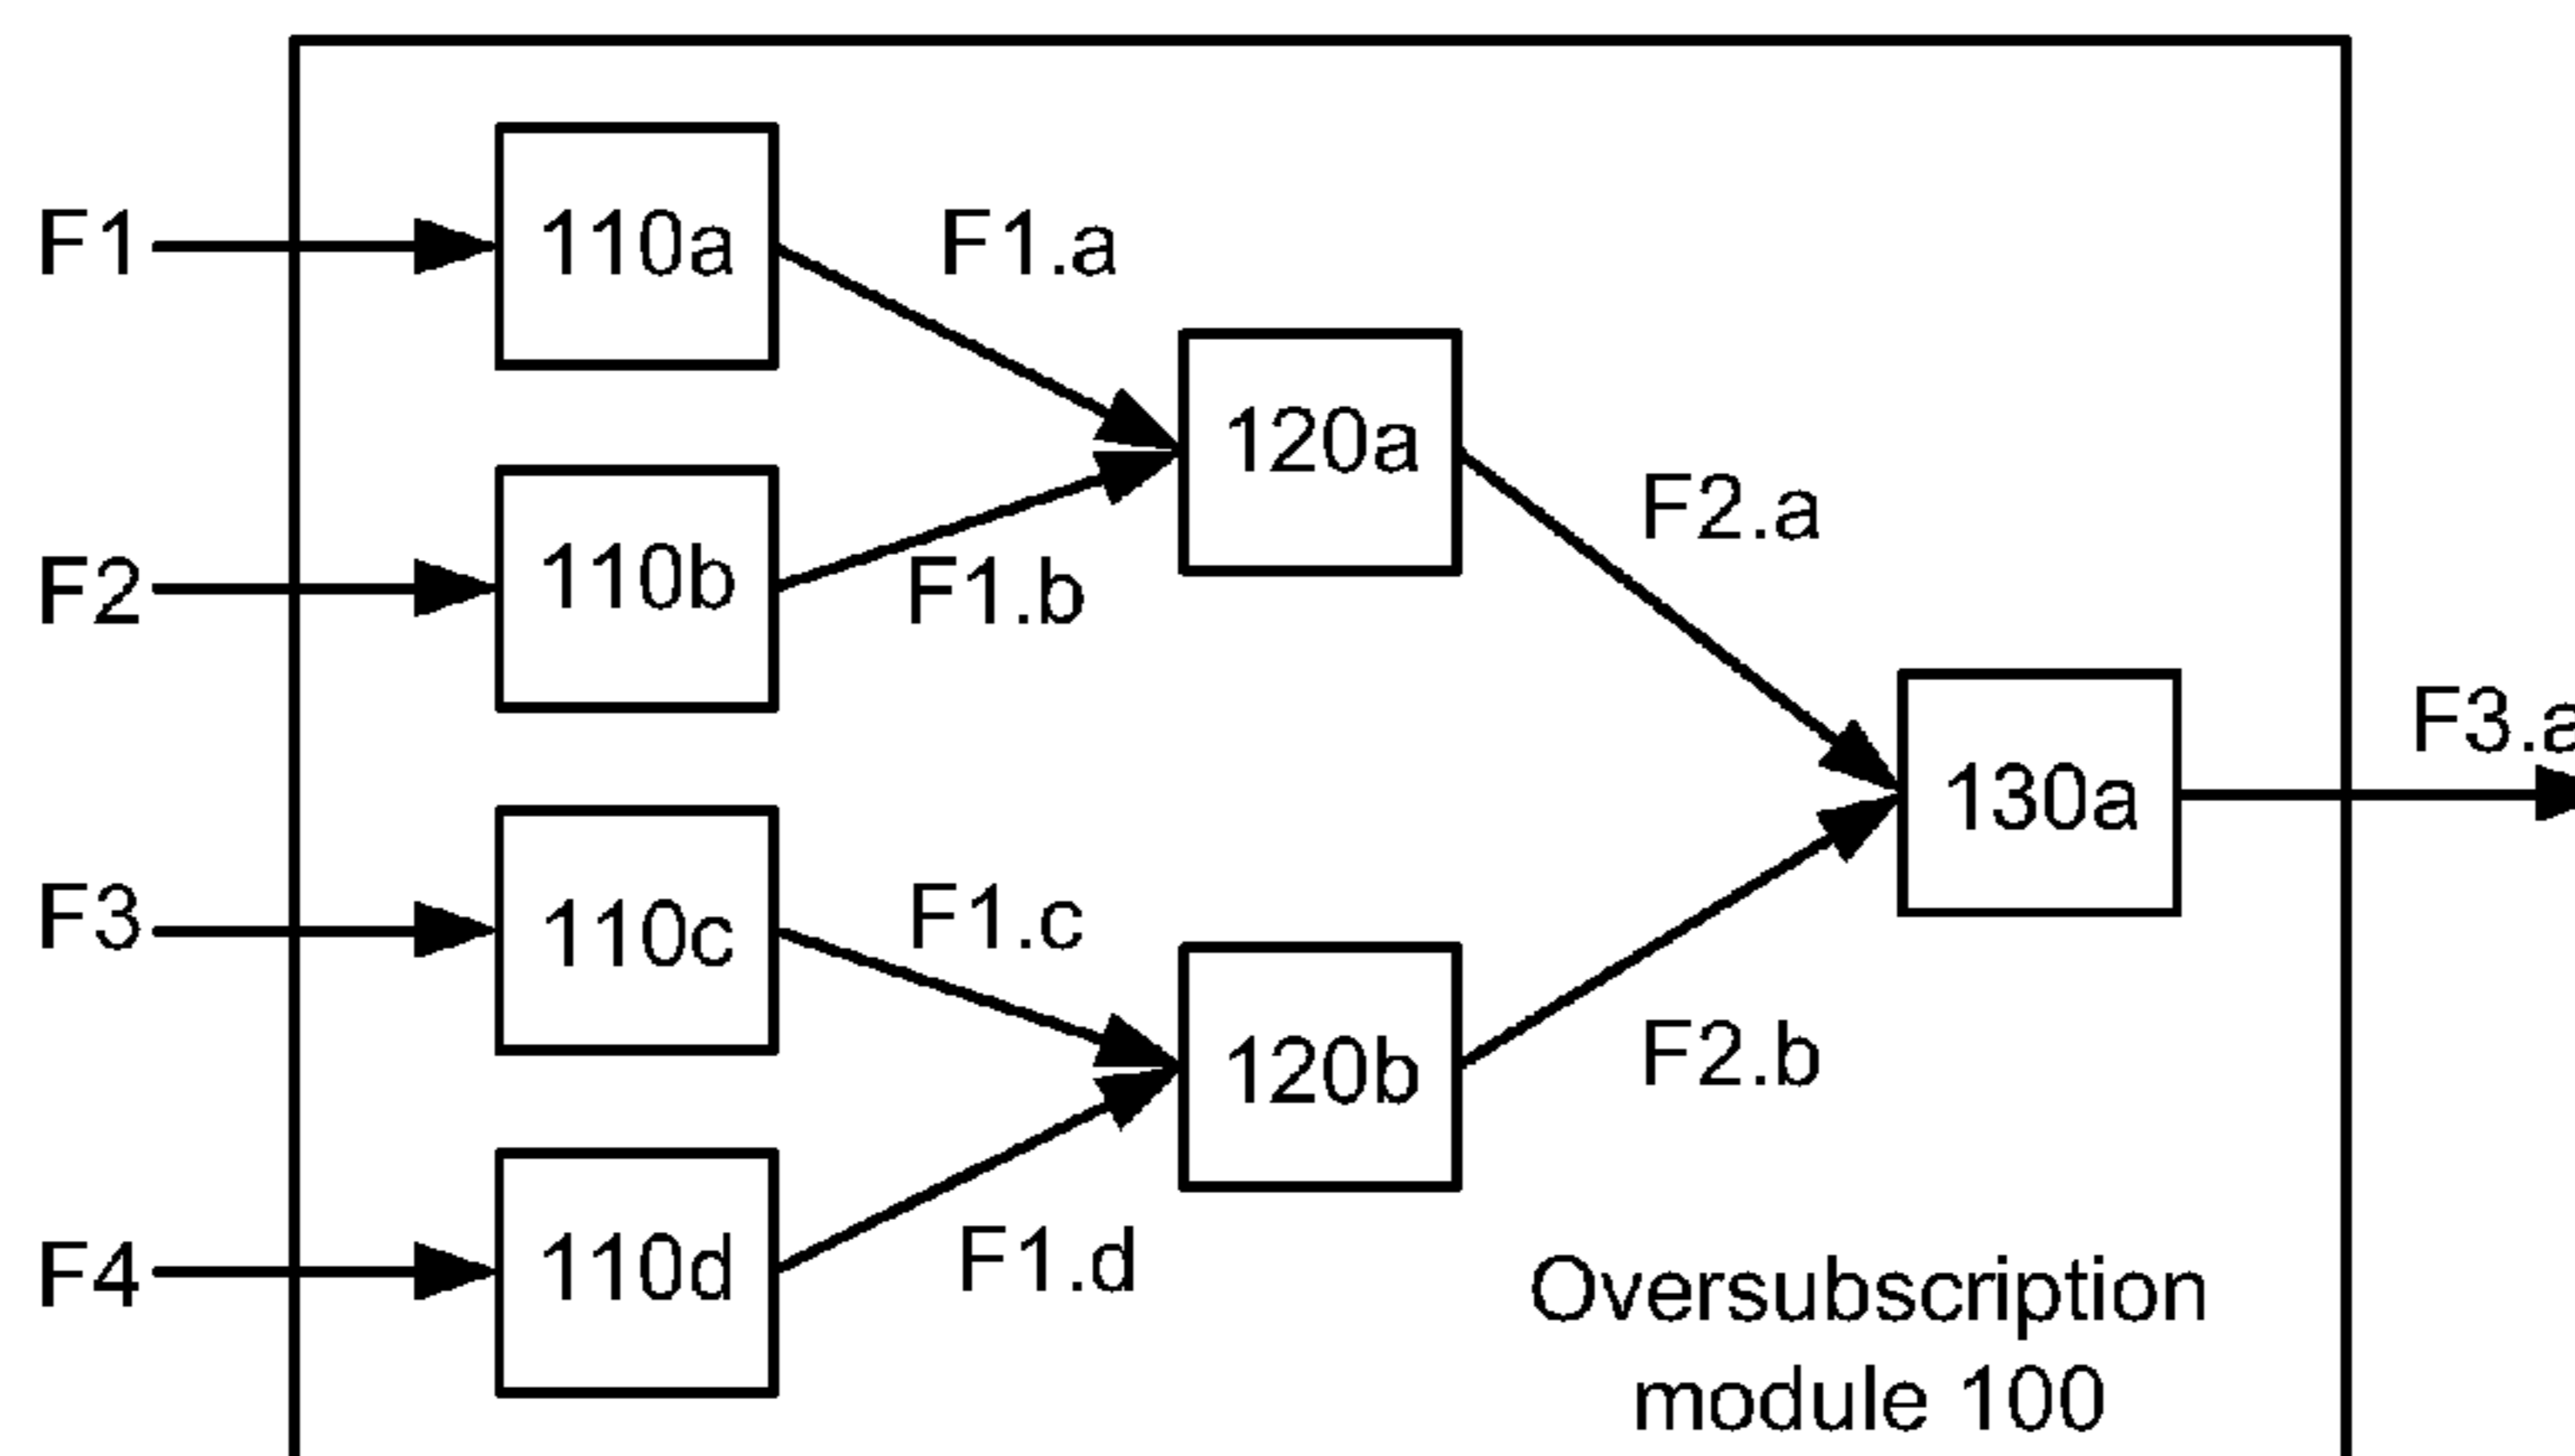 F1
110a
F1.a
120a
F2
110b
F1.b
F2.a
130a
F3.a
F3
110c
F1.c
120b
F2.b
F4
110d
F1.d
Oversubscription
module 100